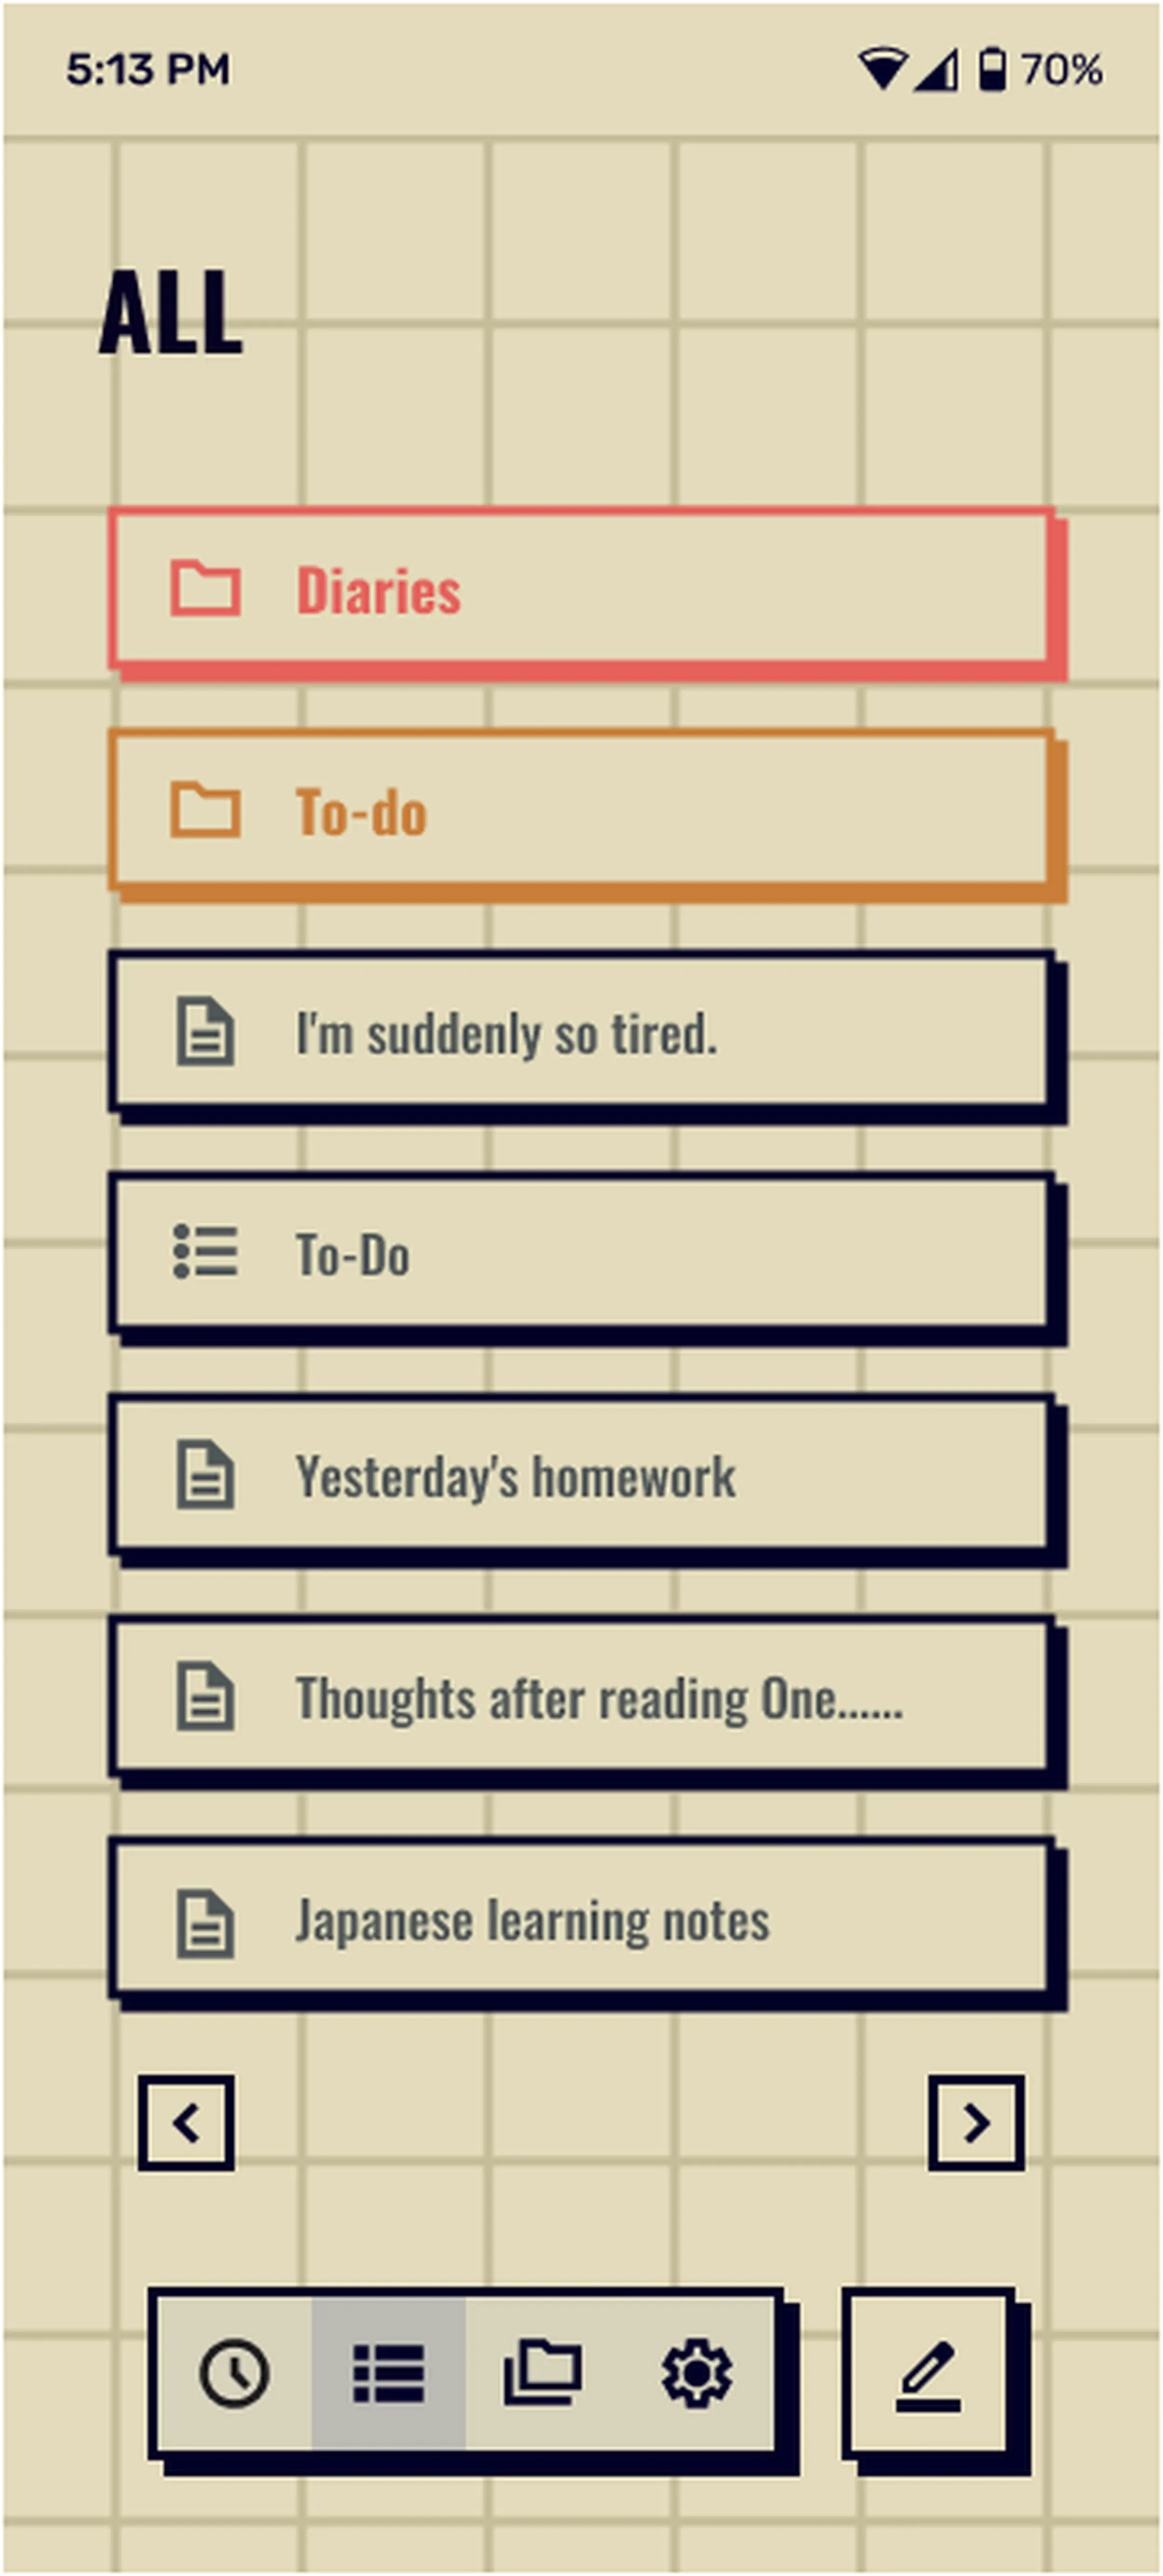 5:13 PM 70%
ALL
Diaries
To-do
I'm suddenly so tired.
To-Do
Yesterday's homework
Thoughts after reading One......
Japanese learning notes